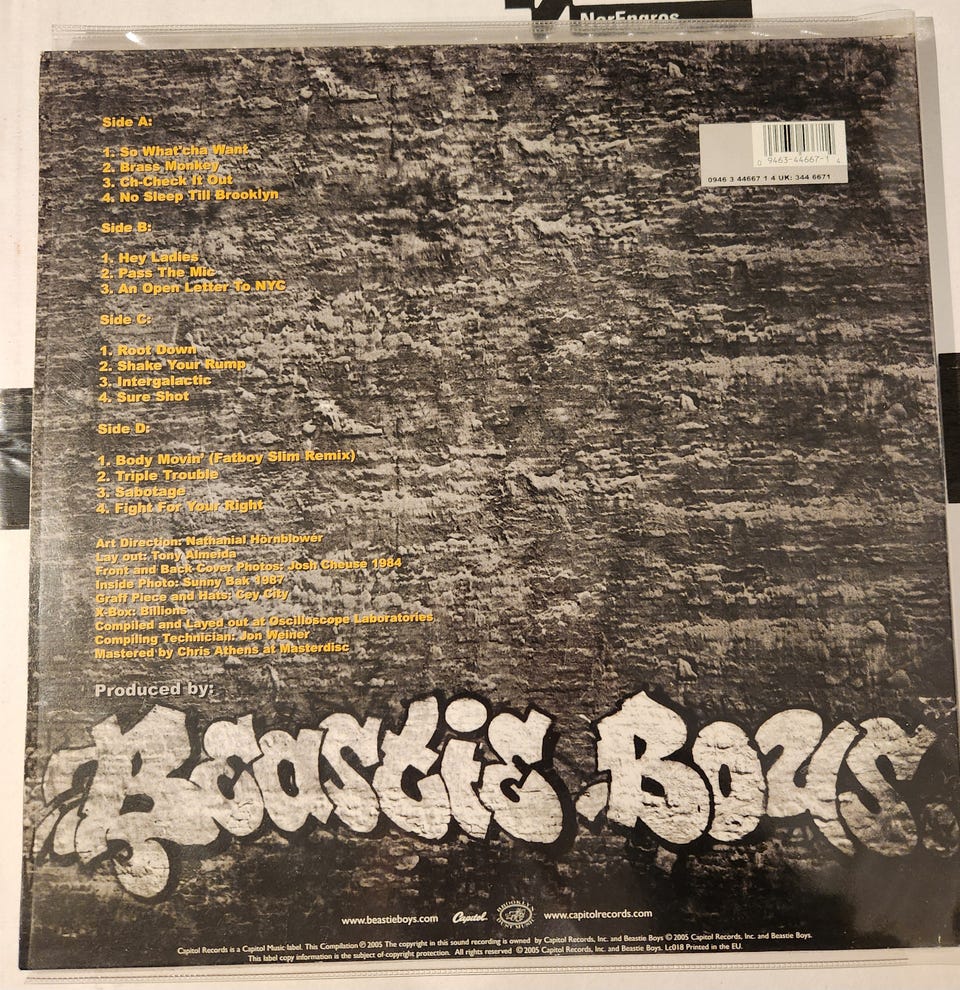 NorEngros
Side A:
1. So What'cha Want
2. Brass Monkey
3. Ch-Check It Out
4. No Sleep Till Brooklyn
Side B:
1. Hey Ladies
2. Pass The Mic
3. An Open Letter To NYC
Side C:
1. Root Down
2. Shake Your Rump
3. Intergalactic
4. Sure Shot
Side D:
1. Body Movin' (Fatboy Slim Remix)
2. Triple Trouble
3. Sabotage
4. Fight For Your Right
0 9463-44667-1 4
0946 3 44667 1 4 UK: 344 6671
Art Direction: Nathanial Hörnblower
Lay out: Tony Almeida
Front and Back Cover Photos: Josh Cheuse 1984
Inside Photo: Sunny Bak 1987
Graff Piece and Hats: Cey City
X-Box: Billions
Compiled and Layed out at Oscilloscope Laboratories
Compiling Technician: Jon Weiner
Mastered by Chris Athens at Masterdisc
Produced by:
Beastie Boys
www.beastieboys.com Capitol. BROOKLYN www.capitolrecords.com
Capitol Records is a Capitol Music label. This Compilation ℗ 2005 The copyright in this sound recording is owned by Capitol Records, Inc. and Beastie Boys © 2005 Capitol Records, Inc. and Beastie Boys.
This label copy information is the subject of copyright protection. All rights reserved © 2005 Capitol Records, Inc. and Beastie Boys. Lc018 Printed in the EU.